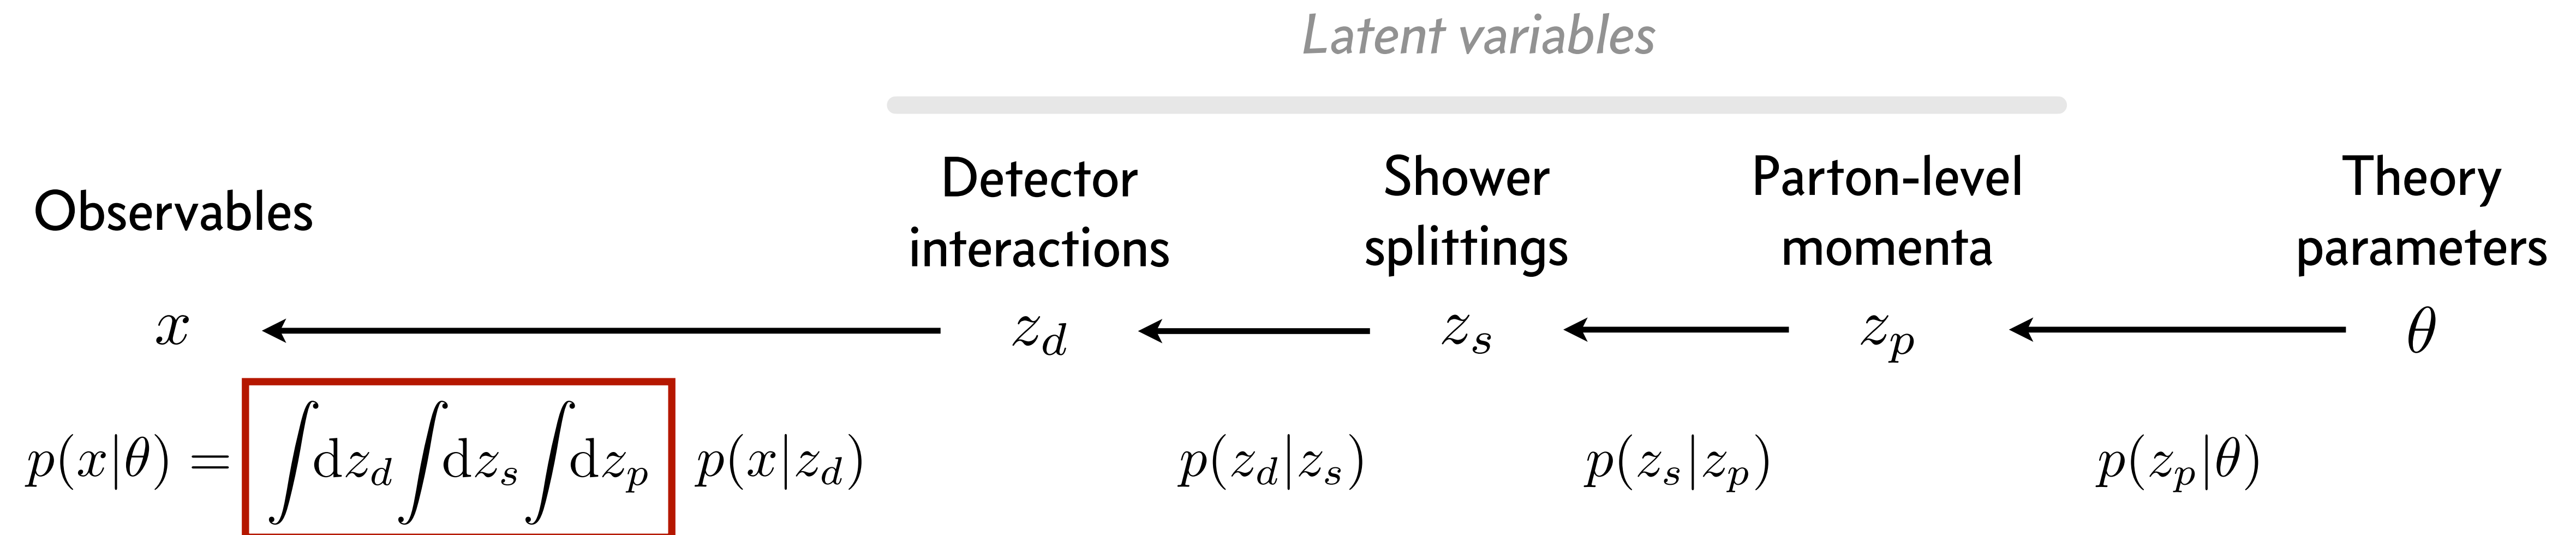 Latent variables
Observables
Detector
interactions
Shower
splittings
Parton-level
momenta
Theory
parameters
x z_d z_s z_p θ
p(x|θ) = ∫dz_d ∫dz_s ∫dz_p p(x|z_d) p(z_d|z_s) p(z_s|z_p) p(z_p|θ)